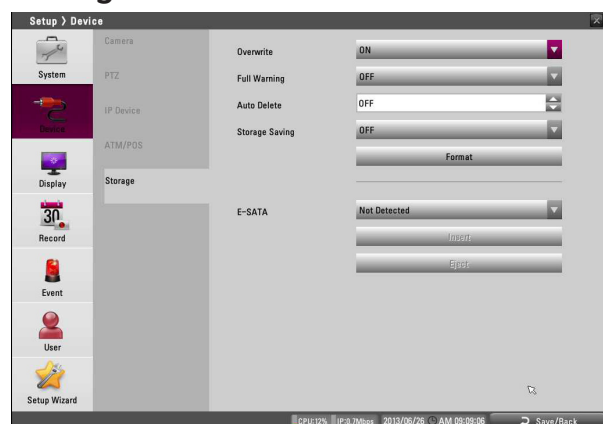 Setup > Device
System
Device
Display
30
Record
Event
User
Setup Wizard
Camera
PTZ
IP Device
ATM/POS
Storage
Overwrite ON
Full Warning OFF
Auto Delete OFF
Storage Saving OFF
Format
E-SATA Not Detected
Insert
Eject
CPU:12% IP:0.7Mbps 2013/06/26 AM 09:09:06 Save/Back